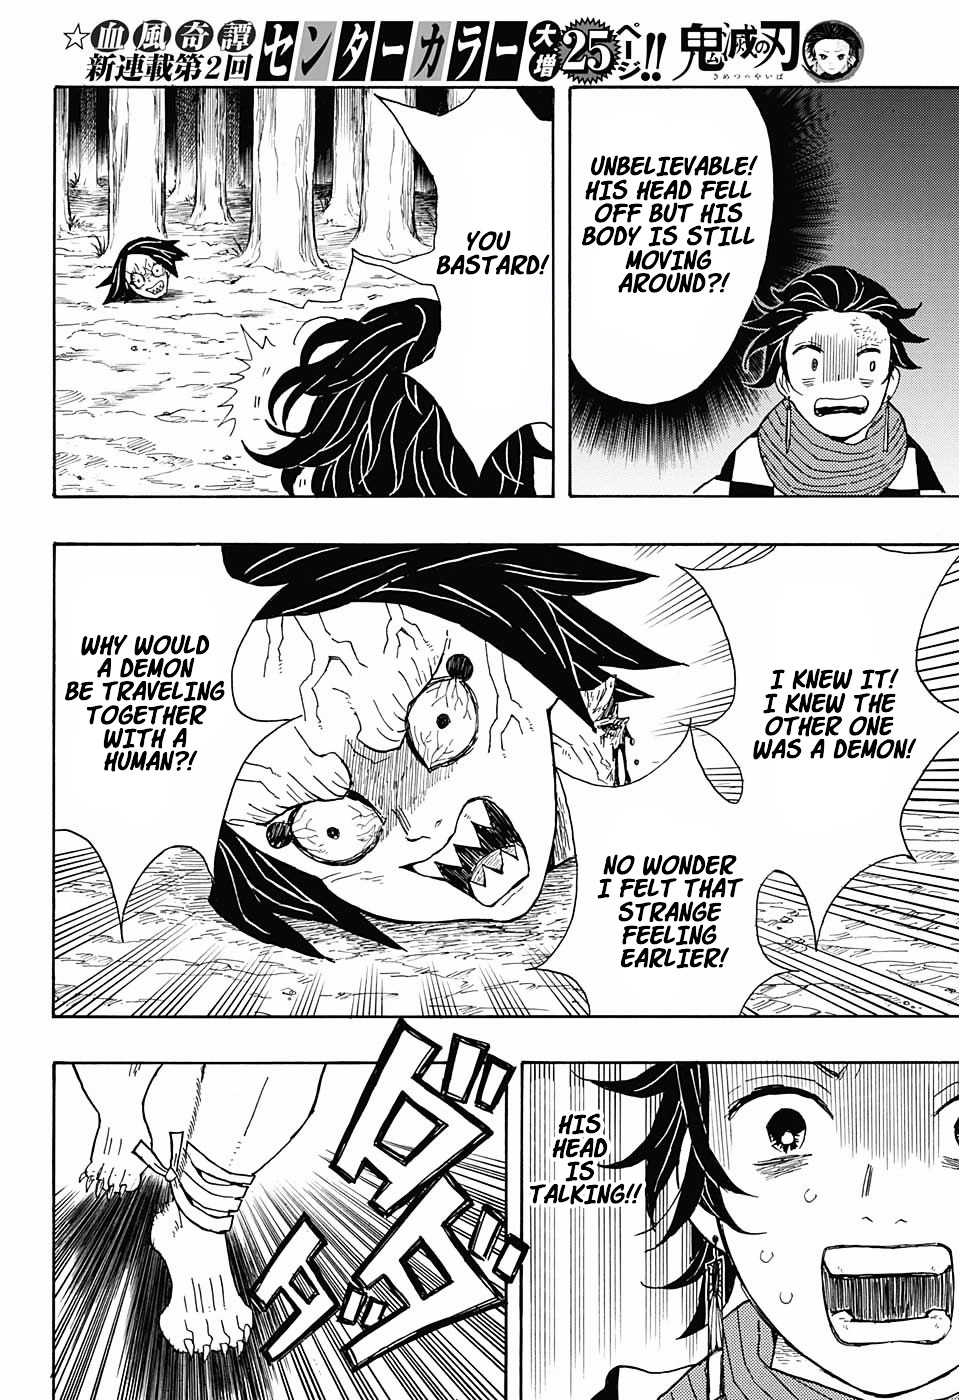 ☆血風奇譚
新連載第2回
センターカラー
大増
25ページ!!
鬼滅の刃
きめつのやいば
UNBELIEVABLE!
HIS HEAD FELL
OFF BUT HIS
BODY IS STILL
MOVING
AROUND?!
YOU
BASTARD!
I KNEW IT!
I KNEW THE
OTHER ONE
WAS A DEMON!
NO WONDER
I FELT THAT
STRANGE
FEELING
EARLIER!
WHY WOULD
A DEMON
BE TRAVELING
TOGETHER
WITH A
HUMAN?!
HIS
HEAD
IS
TALKING!!
ドダッ
ダッ